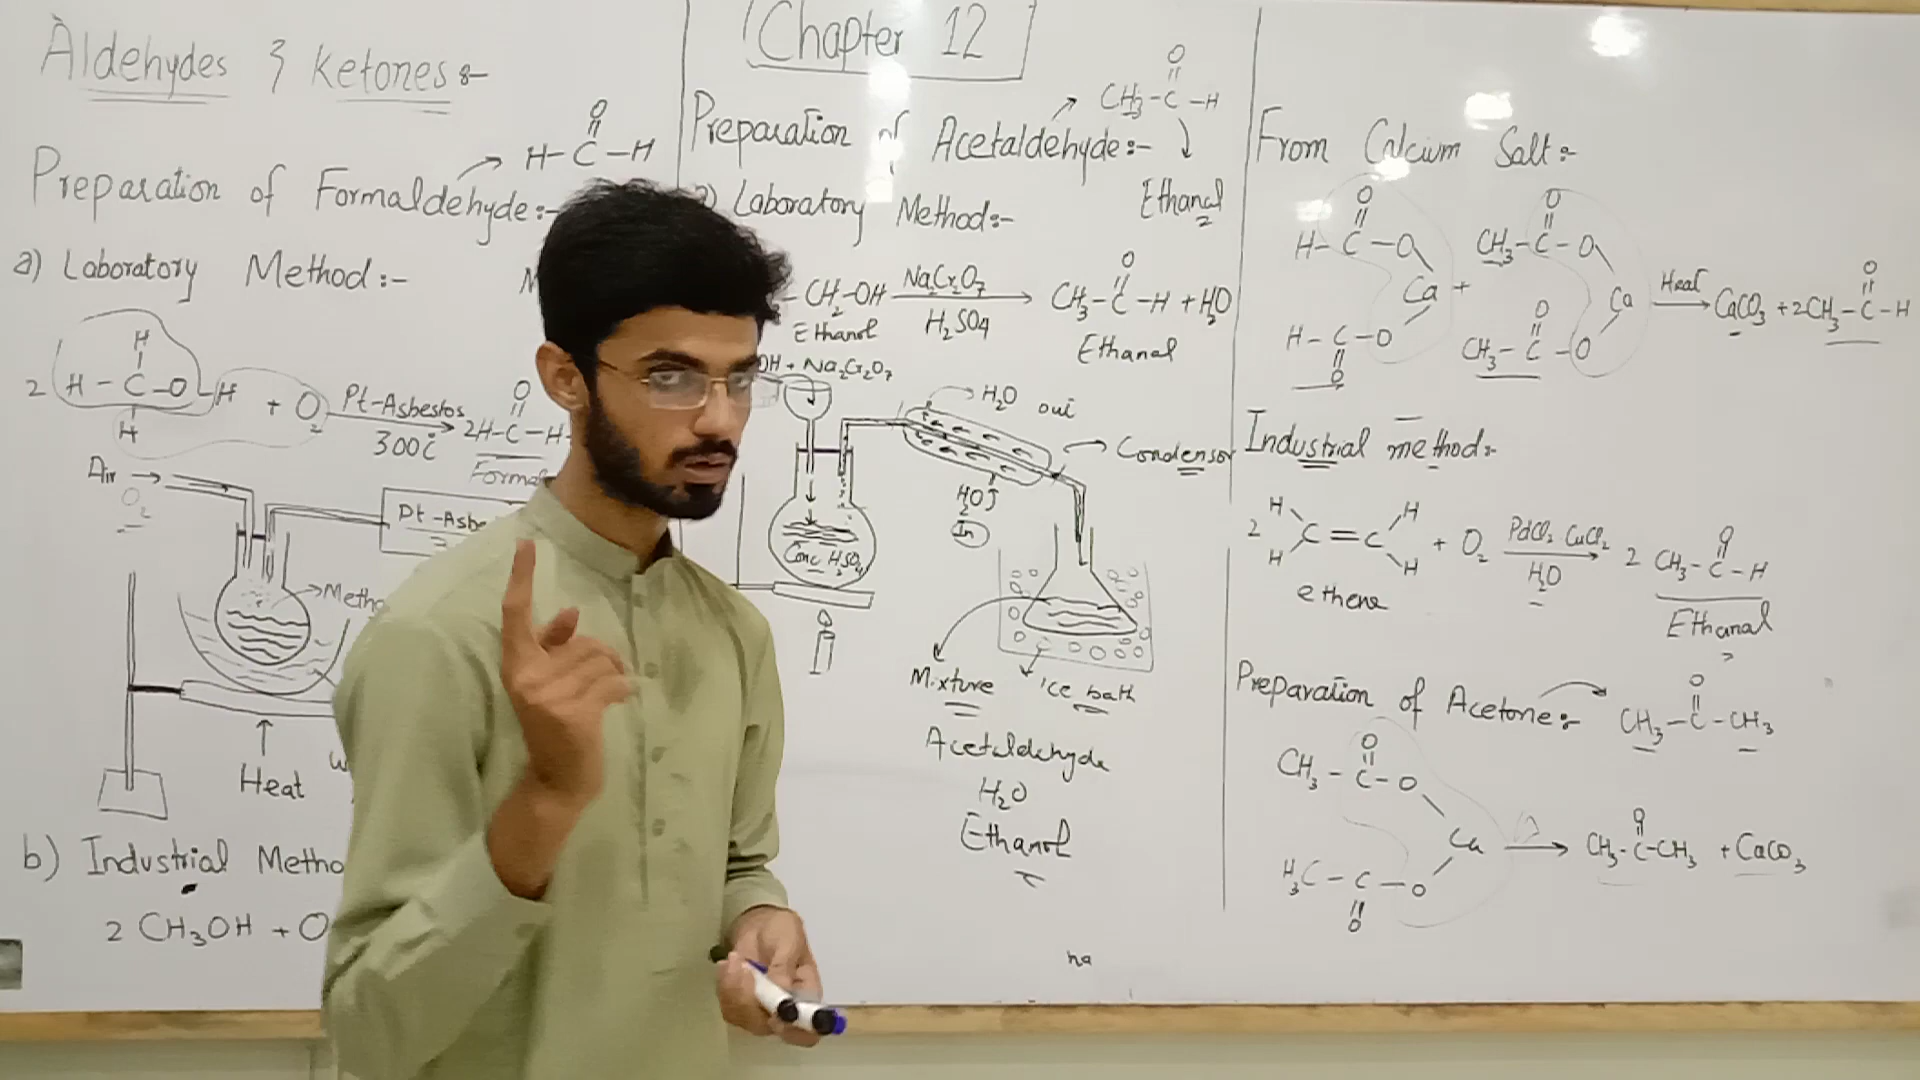 Chapter 12
Aldehydes & Ketones:-
Preparation of Formaldehyde:-
O
H-C-H
a) Laboratory Method:-
H
2 H-C-O-H + O2
H
Pt-Asbestos
300°C
O
2H-C-H
Air
O2
Pt-Asbe
Heat
b) Industrial Metho
2 CH3OH + O
Preparation of Acetaldehyde:-
O
CH3-C-H
Ethanal
Laboratory Method:-
-CH2-OH
Ethanol
Na2Cr2O7
H2SO4
O
CH3-C-H + H2O
Ethanal
OH + Na2Cr2O7
H2O out
Condensor
H2O
In
Conc H2SO4
Mixture
Ice bath
Acetaldehyde
H2O
Ethanol
na
From Calcium Salt:-
O
H-C-O
Ca
H-C-O
O
+
O
CH3-C-O
Ca
O
CH3-C-O
Heat
CaCO3 + 2CH3-C-H
O
Industrial method:-
H H
2 C=C + O2
H H
ethene
PdCl2 CuCl2
H2O
O
2 CH3-C-H
Ethanal
Preparation of Acetone:-
O
CH3-C-CH3
O
CH3-C-O
Ca
H3C-C-O
O
O
CH3-C-CH3 + CaCO3